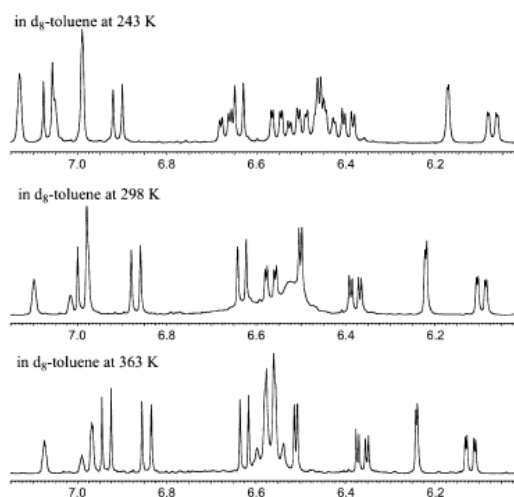 in d₈-toluene at 243 K
7.0 6.8 6.6 6.4 6.2
in d₈-toluene at 298 K
7.0 6.8 6.6 6.4 6.2
in d₈-toluene at 363 K
7.0 6.8 6.6 6.4 6.2